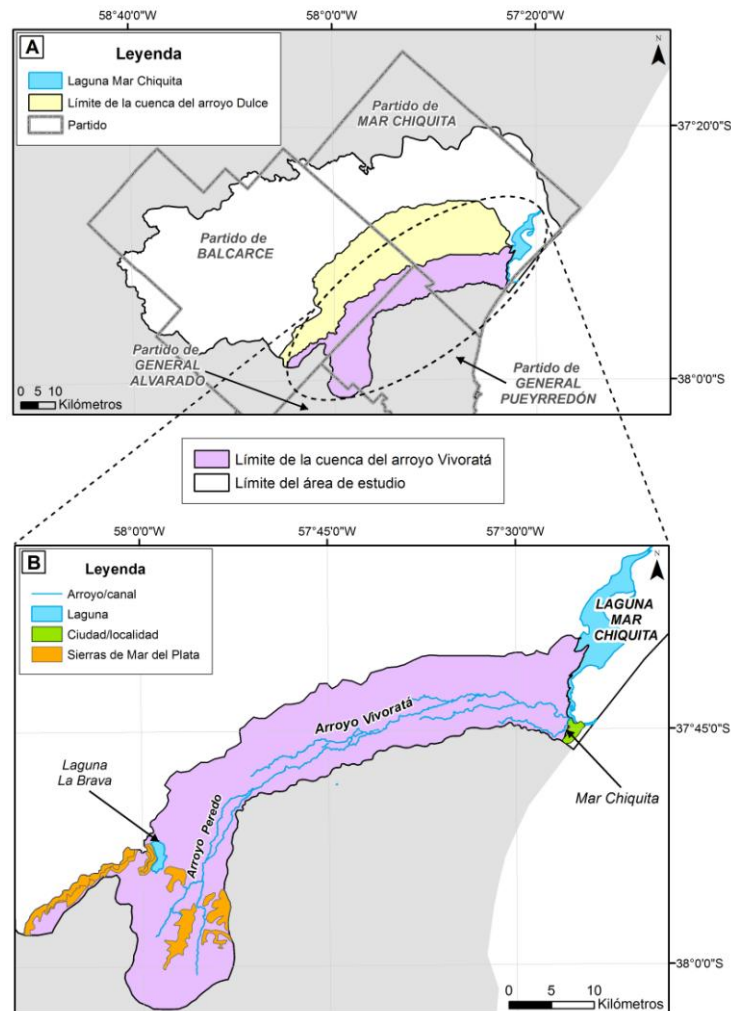 58°40'0"W
58°00'0"W
57°20'0"W
A
Leyenda
Laguna Mar Chiquita
Límite de la cuenca del arroyo Dulce
Partido
Partido de
MAR CHIQUITA
37°20'0"S
Partido de
BALCARCE
Partido de
GENERAL
ALVARADO
Partido de
GENERAL
PUEYRREDÓN
38°0'0"S
0 5 10
Kilómetros
Límite de la cuenca del arroyo Vivoratá
Límite del área de estudio
58°0'0"W
57°45'0"W
57°30'0"W
B
Leyenda
Arroyo/canal
Laguna
Ciudad/localidad
Sierras de Mar del Plata
LAGUNA
MAR
CHIQUITA
Arroyo Vivoratá
37°45'0"S
Laguna
La Brava
Mar Chiquita
Arroyo Peredo
38°0'0"S
0 5 10
Kilómetros